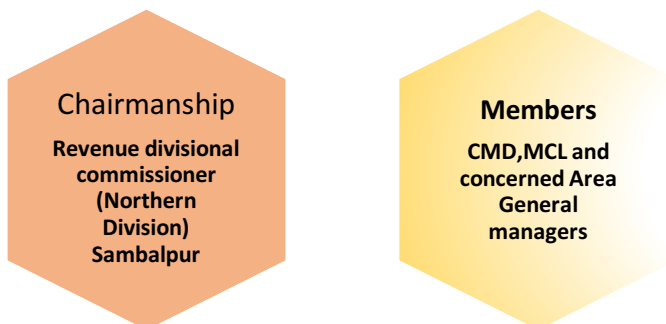 Chairmanship
Revenue divisional
commissioner
(Northern
Division)
Sambalpur
Members
CMD,MCL and
concerned Area
General
managers